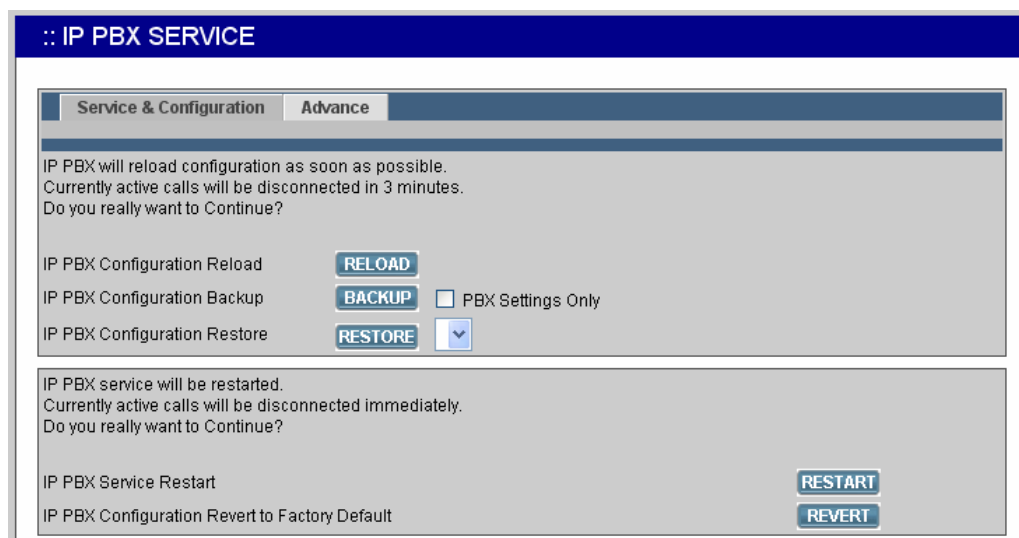 :: IP PBX SERVICE
Service & Configuration Advance
IP PBX will reload configuration as soon as possible.
Currently active calls will be disconnected in 3 minutes.
Do you really want to Continue?
IP PBX Configuration Reload RELOAD
IP PBX Configuration Backup BACKUP PBX Settings Only
IP PBX Configuration Restore RESTORE
IP PBX service will be restarted.
Currently active calls will be disconnected immediately.
Do you really want to Continue?
IP PBX Service Restart RESTART
IP PBX Configuration Revert to Factory Default REVERT